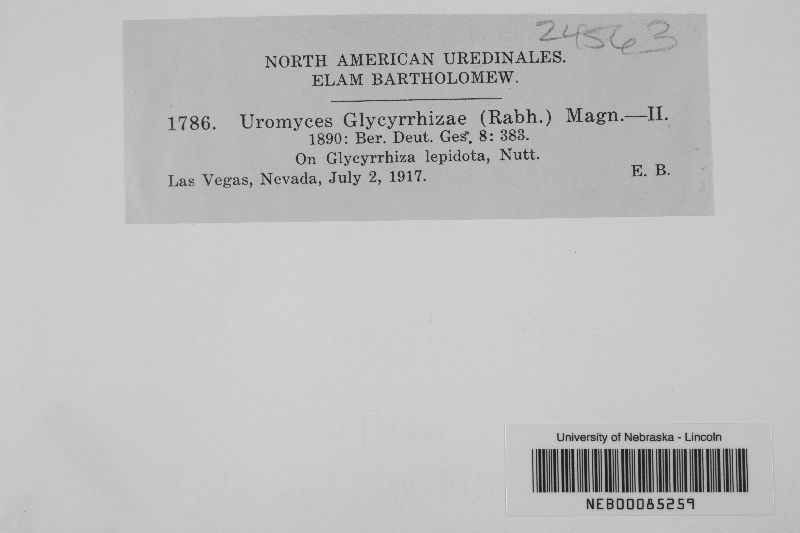 24563
NORTH AMERICAN UREDINALES.
ELAM BARTHOLOMEW.
1786. Uromyces Glycyrrhizae (Rabh.) Magn.—II.
1890: Ber. Deut. Ges. 8: 383.
On Glycyrrhiza lepidota, Nutt.
Las Vegas, Nevada, July 2, 1917. E. B.
University of Nebraska - Lincoln
NEB00085259